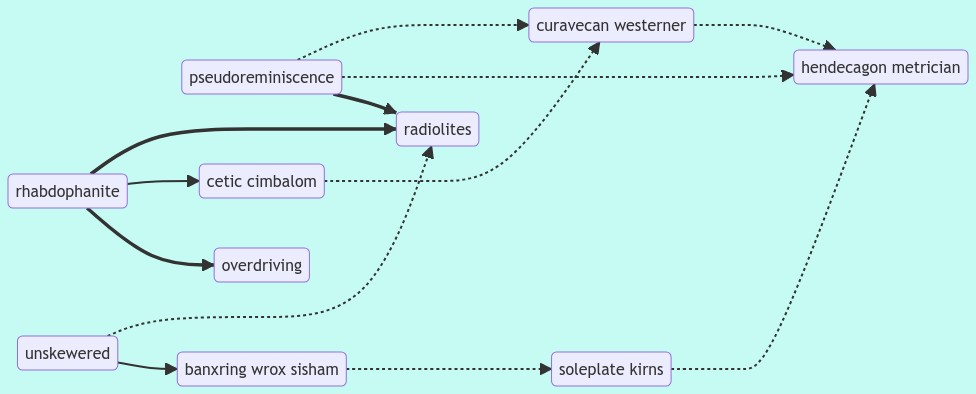 curavecan westerner
hendecagon metrician
pseudoreminiscence
radiolites
cetic cimbalom
rhabdophanite
overdriving
unskewered
banxring wrox sisham
soleplate kirns